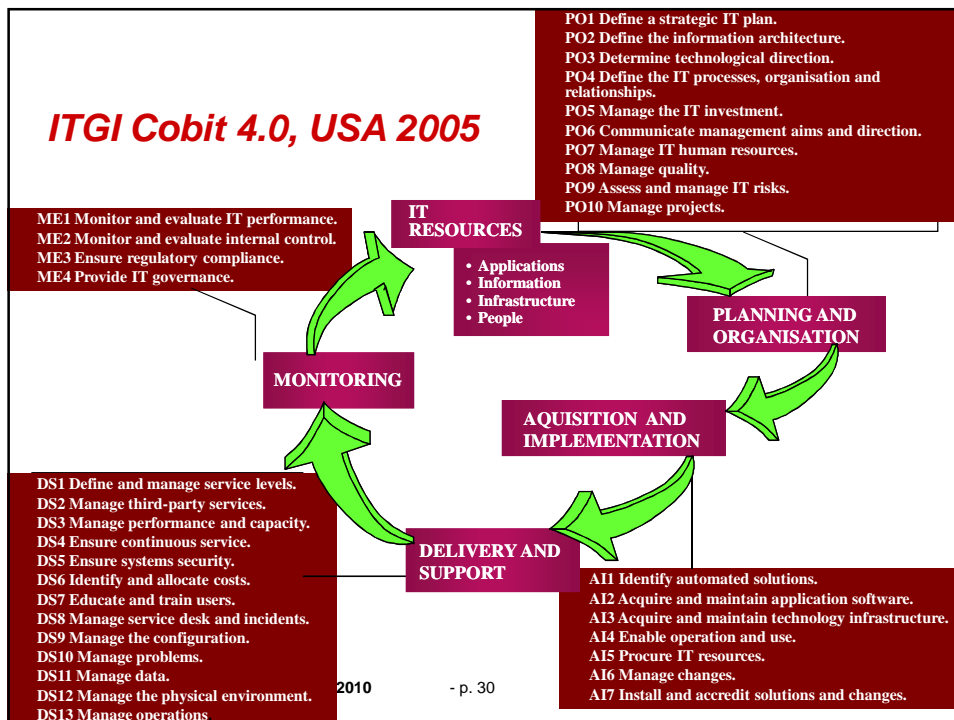 ITGI Cobit 4.0, USA 2005
PO1 Define a strategic IT plan.
PO2 Define the information architecture.
PO3 Determine technological direction.
PO4 Define the IT processes, organisation and
relationships.
PO5 Manage the IT investment.
PO6 Communicate management aims and direction.
PO7 Manage IT human resources.
PO8 Manage quality.
PO9 Assess and manage IT risks.
PO10 Manage projects.
ME1 Monitor and evaluate IT performance.
ME2 Monitor and evaluate internal control.
ME3 Ensure regulatory compliance.
ME4 Provide IT governance.
IT
RESOURCES
• Applications
• Information
• Infrastructure
• People
PLANNING AND
ORGANISATION
MONITORING
AQUISITION AND
IMPLEMENTATION
DELIVERY AND
SUPPORT
DS1 Define and manage service levels.
DS2 Manage third-party services.
DS3 Manage performance and capacity.
DS4 Ensure continuous service.
DS5 Ensure systems security.
DS6 Identify and allocate costs.
DS7 Educate and train users.
DS8 Manage service desk and incidents.
DS9 Manage the configuration.
DS10 Manage problems.
DS11 Manage data.
DS12 Manage the physical environment.
DS13 Manage operations
AI1 Identify automated solutions.
AI2 Acquire and maintain application software.
AI3 Acquire and maintain technology infrastructure.
AI4 Enable operation and use.
AI5 Procure IT resources.
AI6 Manage changes.
AI7 Install and accredit solutions and changes.
2010 - p. 30